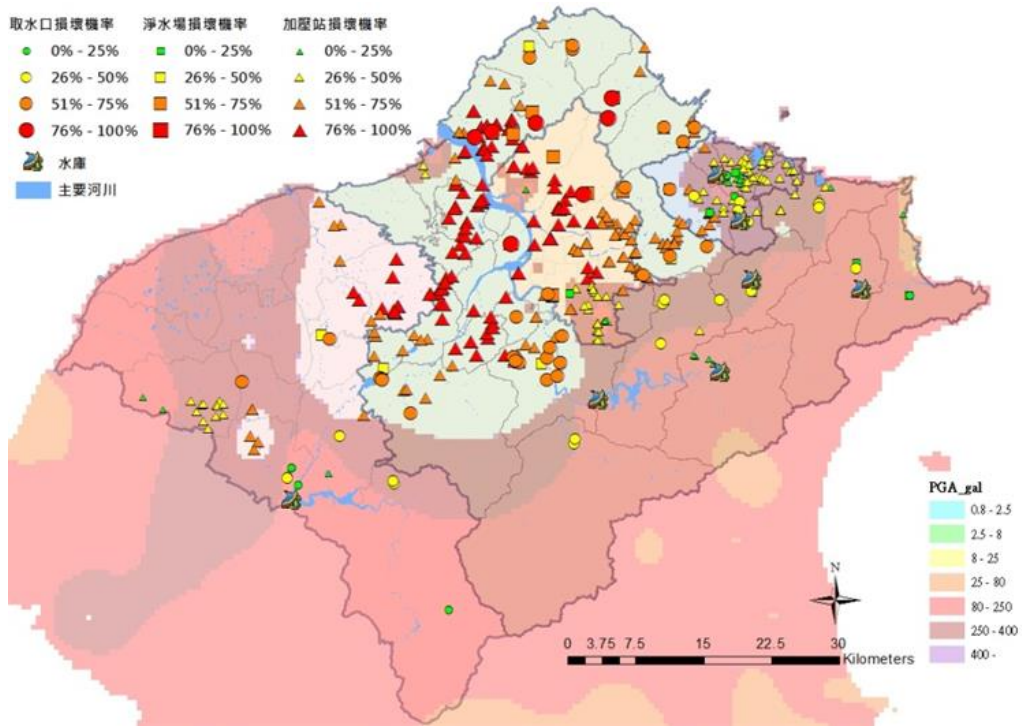 取水口損壞機率
0% - 25%
26% - 50%
51% - 75%
76% - 100%
淨水場損壞機率
0% - 25%
26% - 50%
51% - 75%
76% - 100%
加壓站損壞機率
0% - 25%
26% - 50%
51% - 75%
76% - 100%
水庫
主要河川
PGA_gal
0.8 - 2.5
2.5 - 8
8 - 25
25 - 80
80 - 250
250 - 400
400 -
N
0 3.75 7.5 15 22.5 30
Kilometers